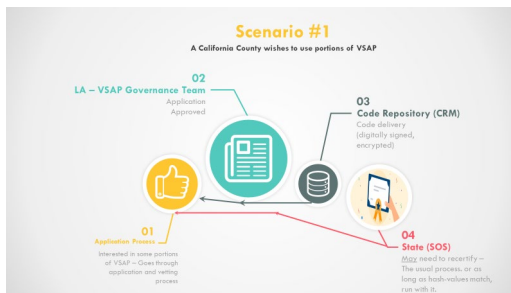 Scenario #1
A California County wishes to use portions of VSAP
02
LA – VSAP Governance Team
Application
Approved
03
Code Repository (CRM)
Code delivery
(digitally signed,
encrypted)
01
Application Process
Interested in some portions
of VSAP – Goes through
application and vetting
process
04
State (SOS)
May need to recertify –
The usual process, or as
long as hash-values match,
run with it.